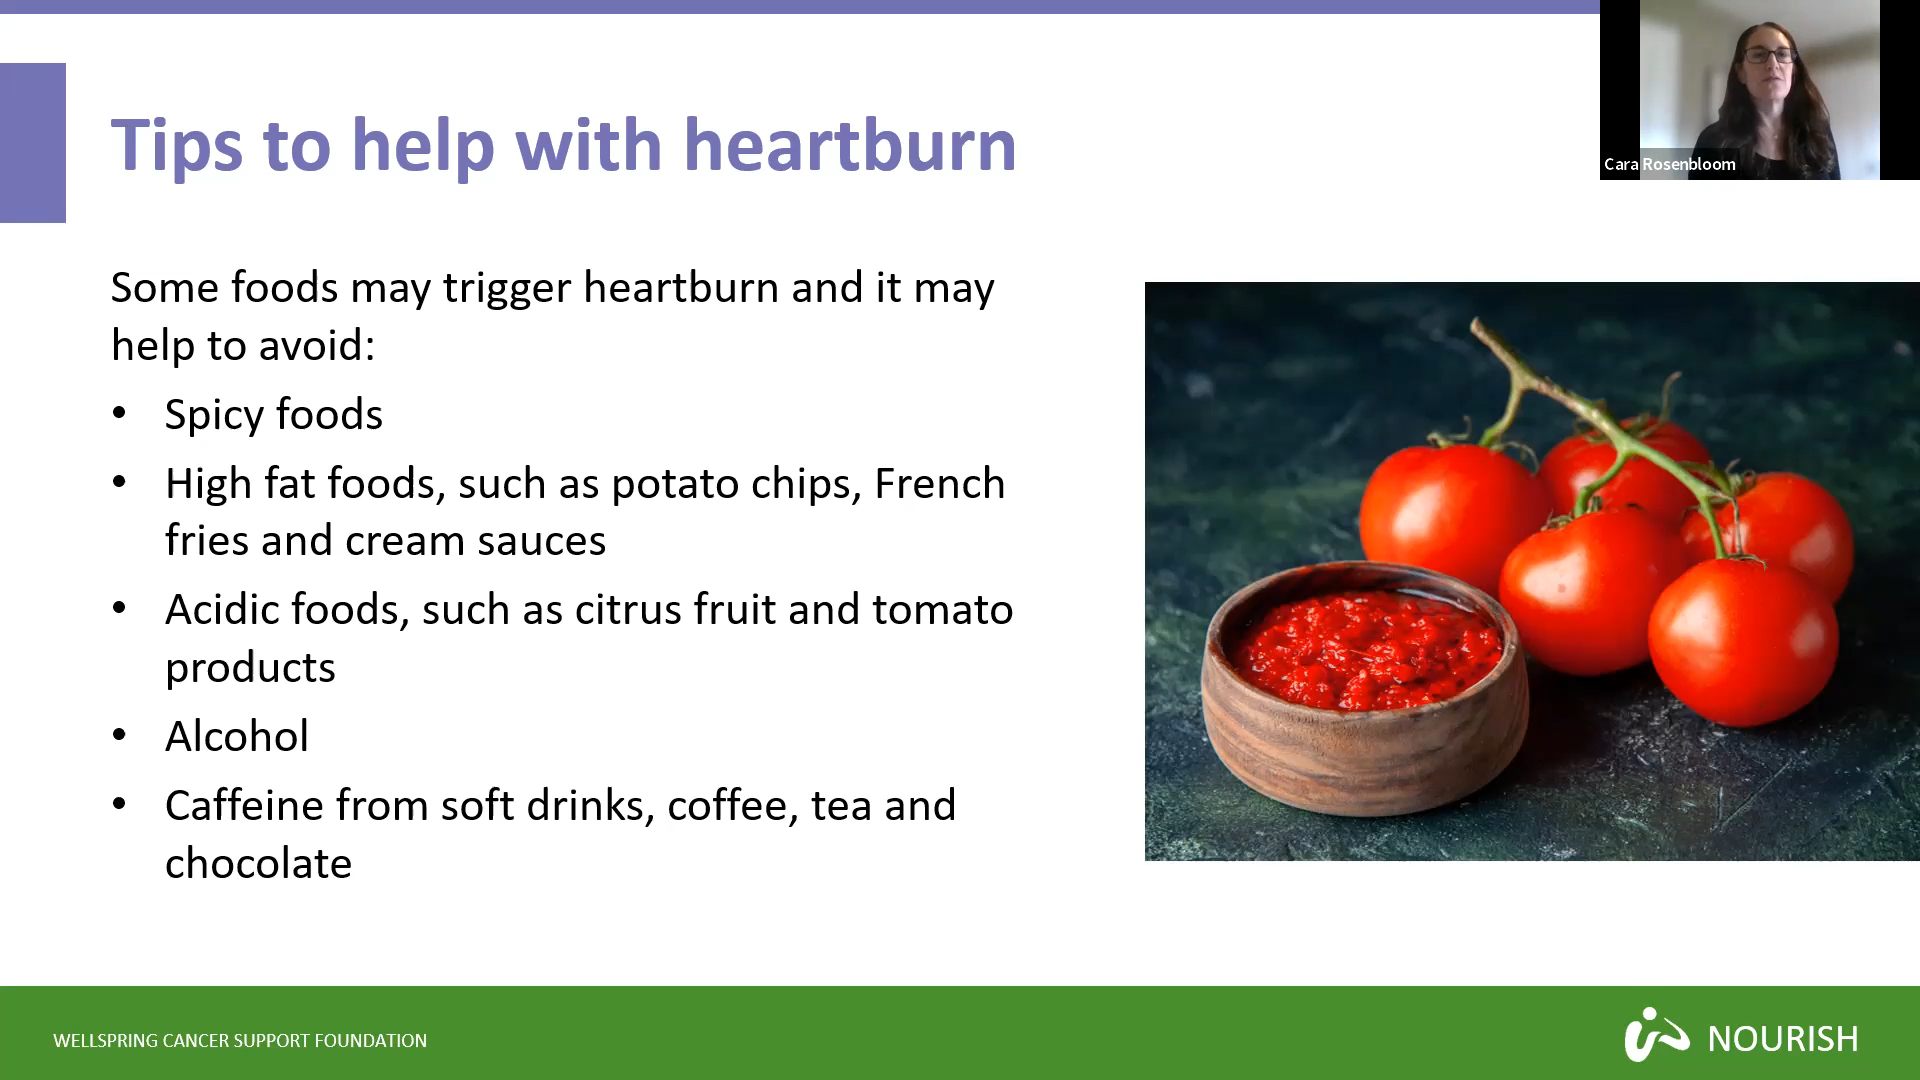 Tips to help with heartburn
Cara Rosenbloom
Some foods may trigger heartburn and it may
help to avoid:
• Spicy foods
• High fat foods, such as potato chips, French
fries and cream sauces
• Acidic foods, such as citrus fruit and tomato
products
• Alcohol
• Caffeine from soft drinks, coffee, tea and
chocolate
WELLSPRING CANCER SUPPORT FOUNDATION
NOURISH